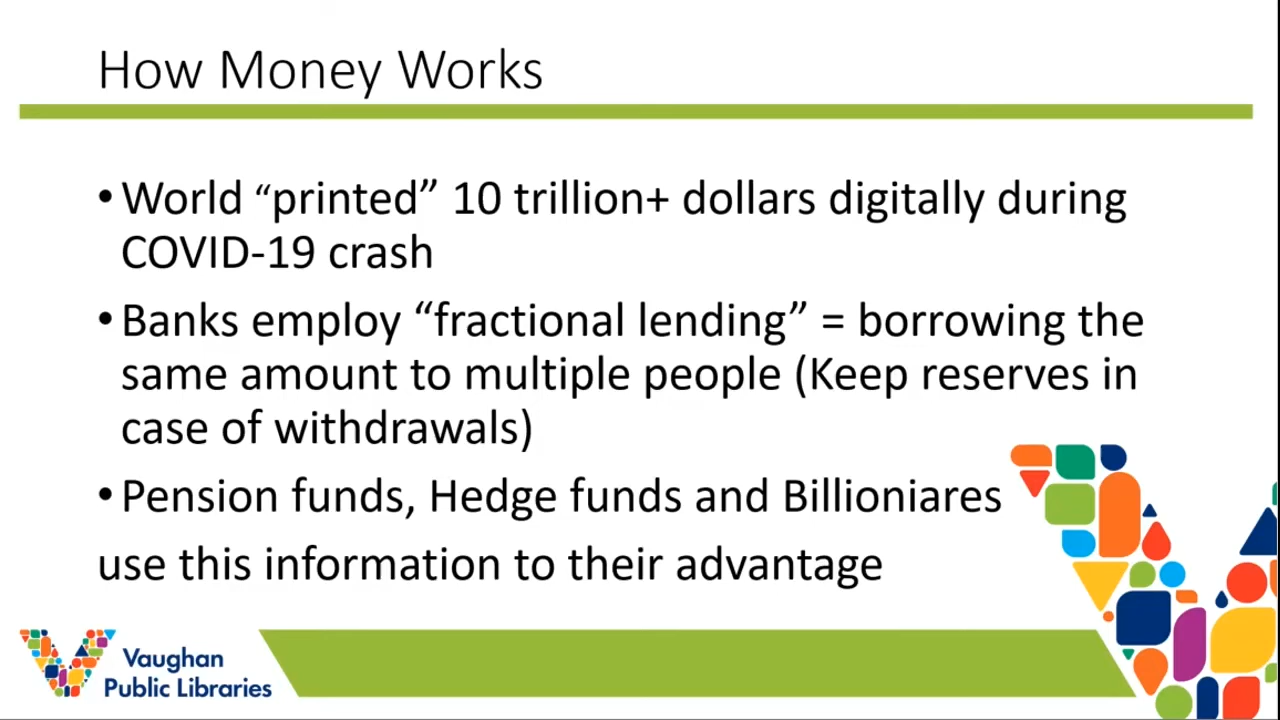 How Money Works
•World “printed” 10 trillion+ dollars digitally during
COVID-19 crash
•Banks employ “fractional lending” = borrowing the
same amount to multiple people (Keep reserves in
case of withdrawals)
•Pension funds, Hedge funds and Billioniares
use this information to their advantage
Vaughan
Public Libraries